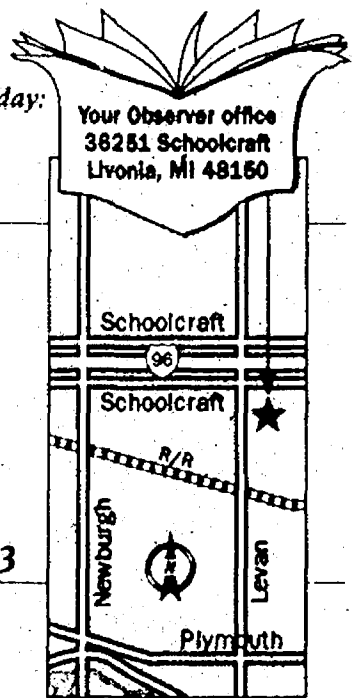 day:
Your Observer office
36251 Schoolcraft
Livonia, MI 48150
Schoolcraft
96
Schoolcraft
R/R
3
Newburgh
Levan
Plymouth